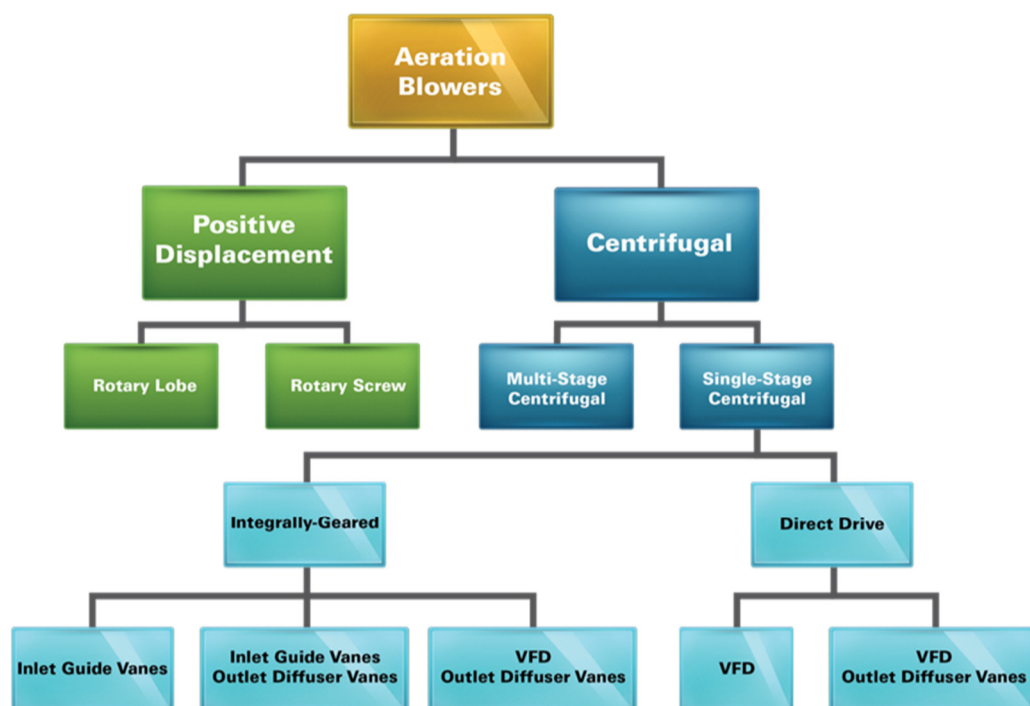 Aeration
Blowers
Positive
Displacement
Centrifugal
Rotary Lobe
Rotary Screw
Multi-Stage
Centrifugal
Single-Stage
Centrifugal
Integrally-Geared
Direct Drive
Inlet Guide Vanes
Inlet Guide Vanes
Outlet Diffuser Vanes
VFD
Outlet Diffuser Vanes
VFD
VFD
Outlet Diffuser Vanes